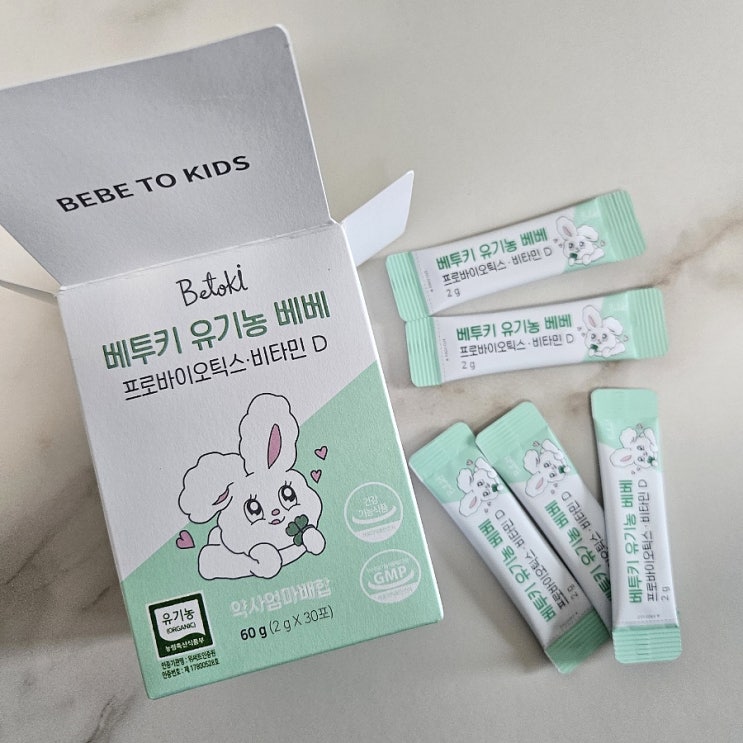 BEBE TO KIDS
Betoki
베투키 유기농 베베
프로바이오틱스·비타민 D
건강
기능식품
GMP
약사엄마배합
유기농
(ORGANIC)
농림축산식품부
60 g (2 g X 30포)
베투키 유기농 베베
프로바이오틱스·비타민 D
2 g
베투키 유기농 베베
프로바이오틱스·비타민 D
2 g
베투키 유기농 베베
프로바이오틱스·비타민 D
2 g
베투키 유기농 베베
프로바이오틱스·비타민 D
베투키 유기농 베베
프로바이오틱스·비타민 D
2 g